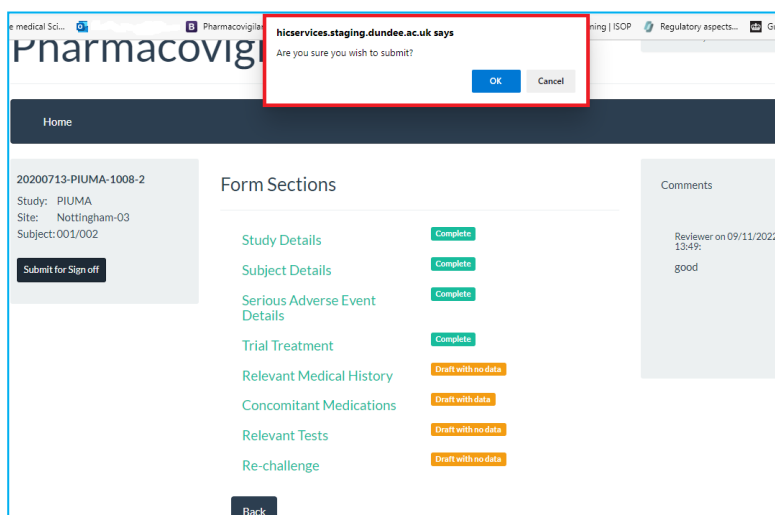 e medical Sci...
Pharmacovigilar
ning | ISOP
Regulatory aspects...
hicservices.staging.dundee.ac.uk says
Are you sure you wish to submit?
OK
Cancel
Pharmacovigi
Home
20200713-PIUMA-1008-2
Study: PIUMA
Site: Nottingham-03
Subject: 001/002
Submit for Sign off
Form Sections
Study Details
Complete
Subject Details
Complete
Serious Adverse Event
Details
Complete
Trial Treatment
Complete
Relevant Medical History
Draft with no data
Concomitant Medications
Draft with data
Relevant Tests
Draft with no data
Re-challenge
Draft with no data
Back
Comments
Reviewer on 09/11/2022
13:49:
good